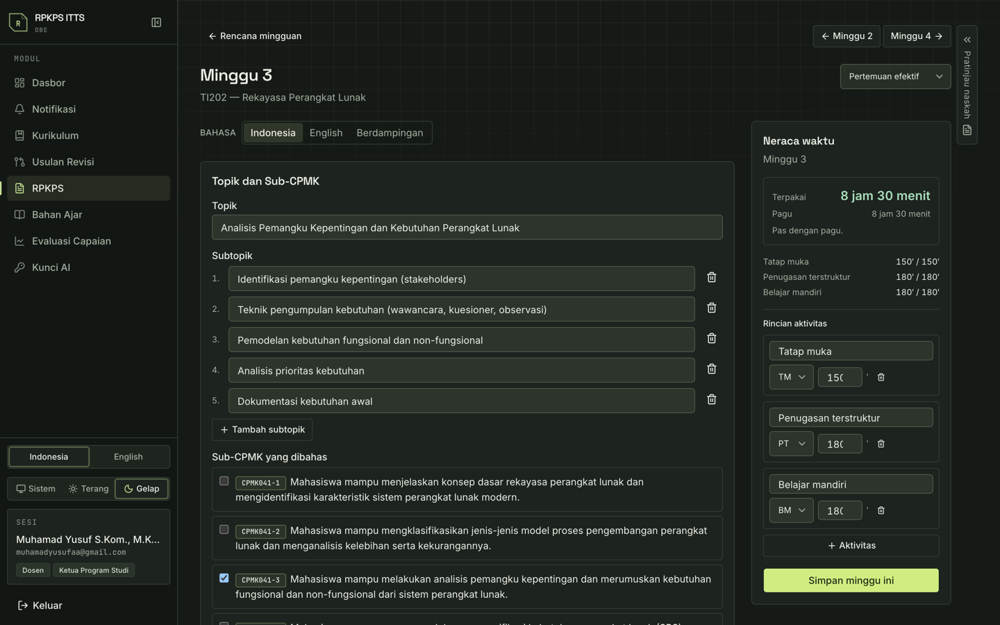 R
RPKPS ITTS
OBE
MODUL
Dasbor
Notifikasi
Kurikulum
Usulan Revisi
RPKPS
Bahan Ajar
Evaluasi Capaian
Kunci AI
Indonesia
English
Sistem
Terang
Gelap
SESI
Muhamad Yusuf S.Kom., M.K...
muhamadyusufaa@gmail.com
Dosen
Ketua Program Studi
Keluar
← Rencana mingguan
← Minggu 2
Minggu 4 →
Minggu 3
TI202 — Rekayasa Perangkat Lunak
Pertemuan efektif
BAHASA
Indonesia
English
Berdampingan
Topik dan Sub-CPMK
Topik
Analisis Pemangku Kepentingan dan Kebutuhan Perangkat Lunak
Subtopik
1. Identifikasi pemangku kepentingan (stakeholders)
2. Teknik pengumpulan kebutuhan (wawancara, kuesioner, observasi)
3. Pemodelan kebutuhan fungsional dan non-fungsional
4. Analisis prioritas kebutuhan
5. Dokumentasi kebutuhan awal
+ Tambah subtopik
Sub-CPMK yang dibahas
CPMK041-1 Mahasiswa mampu menjelaskan konsep dasar rekayasa perangkat lunak dan
mengidentifikasi karakteristik sistem perangkat lunak modern.
CPMK041-2 Mahasiswa mampu mengklasifikasikan jenis-jenis model proses pengembangan perangkat
lunak dan menganalisis kelebihan serta kekurangannya.
CPMK041-3 Mahasiswa mampu melakukan analisis pemangku kepentingan dan merumuskan kebutuhan
fungsional dan non-fungsional dari sistem perangkat lunak.
Neraca waktu
Minggu 3
Terpakai 8 jam 30 menit
Pagu 8 jam 30 menit
Pas dengan pagu.
Tatap muka 150′ / 150′
Penugasan terstruktur 180′ / 180′
Belajar mandiri 180′ / 180′
Rincian aktivitas
Tatap muka
TM 150 ′
Penugasan terstruktur
PT 180 ′
Belajar mandiri
BM 180 ′
+ Aktivitas
Simpan minggu ini
Pratinjau naskah